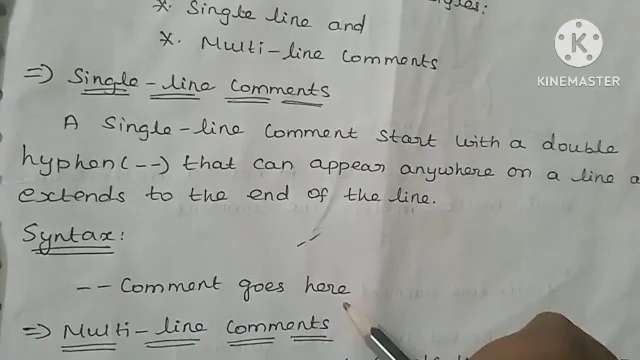 * Single line and
* Multi-line comments
K
KINEMASTER
=> Single-line comments
A single-line comment start with a double
hyphen(--) that can appear anywhere on a line a
extends to the end of the line.
Syntax:
--comment goes here
=> Multi-line comments